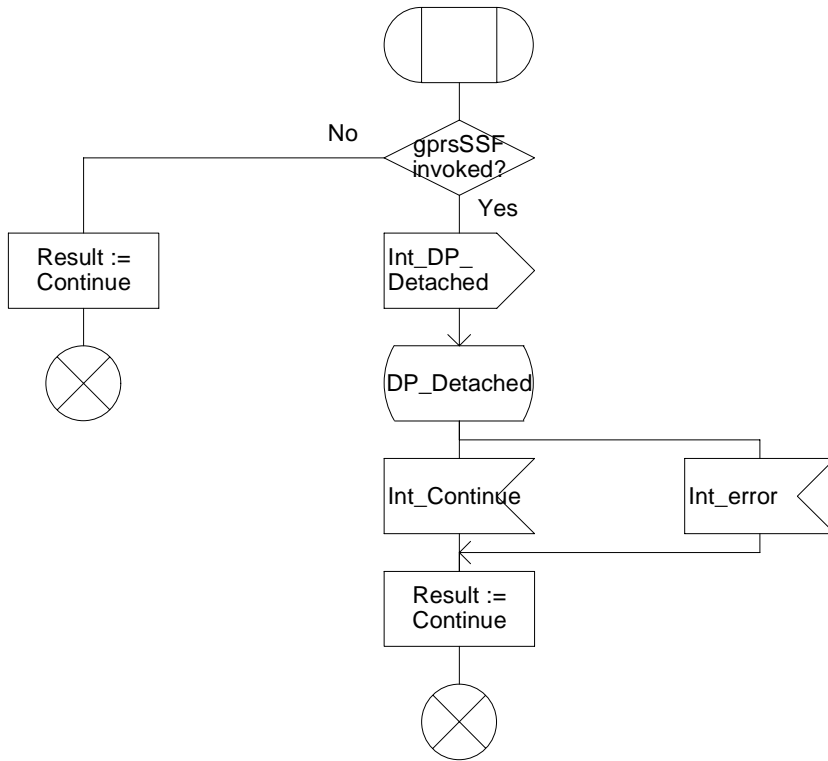 No
gprsSSF
invoked?
Yes
Result :=
Continue
Int_DP_
Detached
DP_Detached
Int_Continue
Int_error
Result :=
Continue